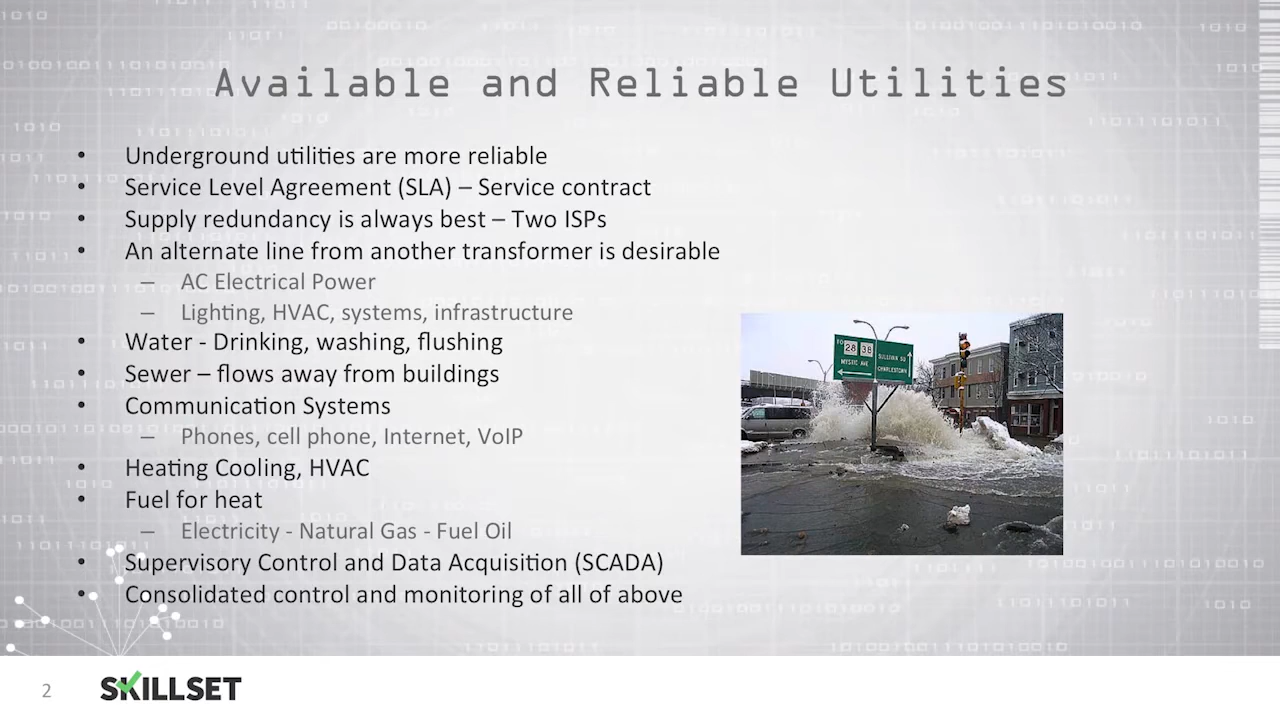 Available and Reliable Utilities
• Underground utilities are more reliable
• Service Level Agreement (SLA) – Service contract
• Supply redundancy is always best – Two ISPs
• An alternate line from another transformer is desirable
– AC Electrical Power
– Lighting, HVAC, systems, infrastructure
• Water - Drinking, washing, flushing
• Sewer – flows away from buildings
• Communication Systems
– Phones, cell phone, Internet, VoIP
• Heating Cooling, HVAC
• Fuel for heat
– Electricity - Natural Gas - Fuel Oil
• Supervisory Control and Data Acquisition (SCADA)
• Consolidated control and monitoring of all of above
TO 28 38
MYSTIC AVE
SULLIVAN SQ
CHARLESTOWN
2
SKILLSET